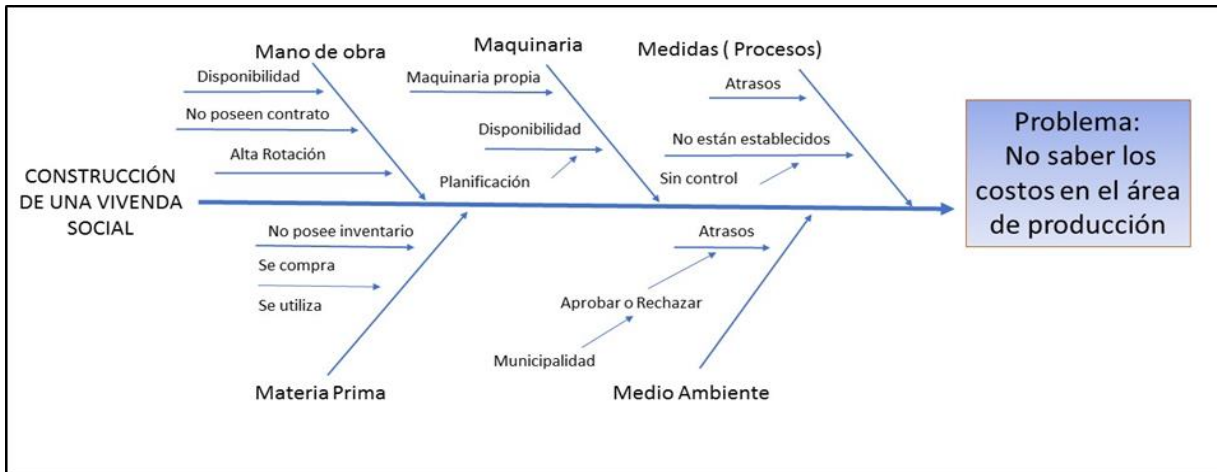 Mano de obra
Maquinaria
Medidas ( Procesos)
Disponibilidad
No poseen contrato
Alta Rotación
Maquinaria propia
Disponibilidad
Planificación
Atrasos
No están establecidos
Sin control
CONSTRUCCIÓN
DE UNA VIVENDA
SOCIAL
Problema:
No saber los
costos en el área
de producción
No posee inventario
Se compra
Se utiliza
Atrasos
Aprobar o Rechazar
Municipalidad
Materia Prima
Medio Ambiente